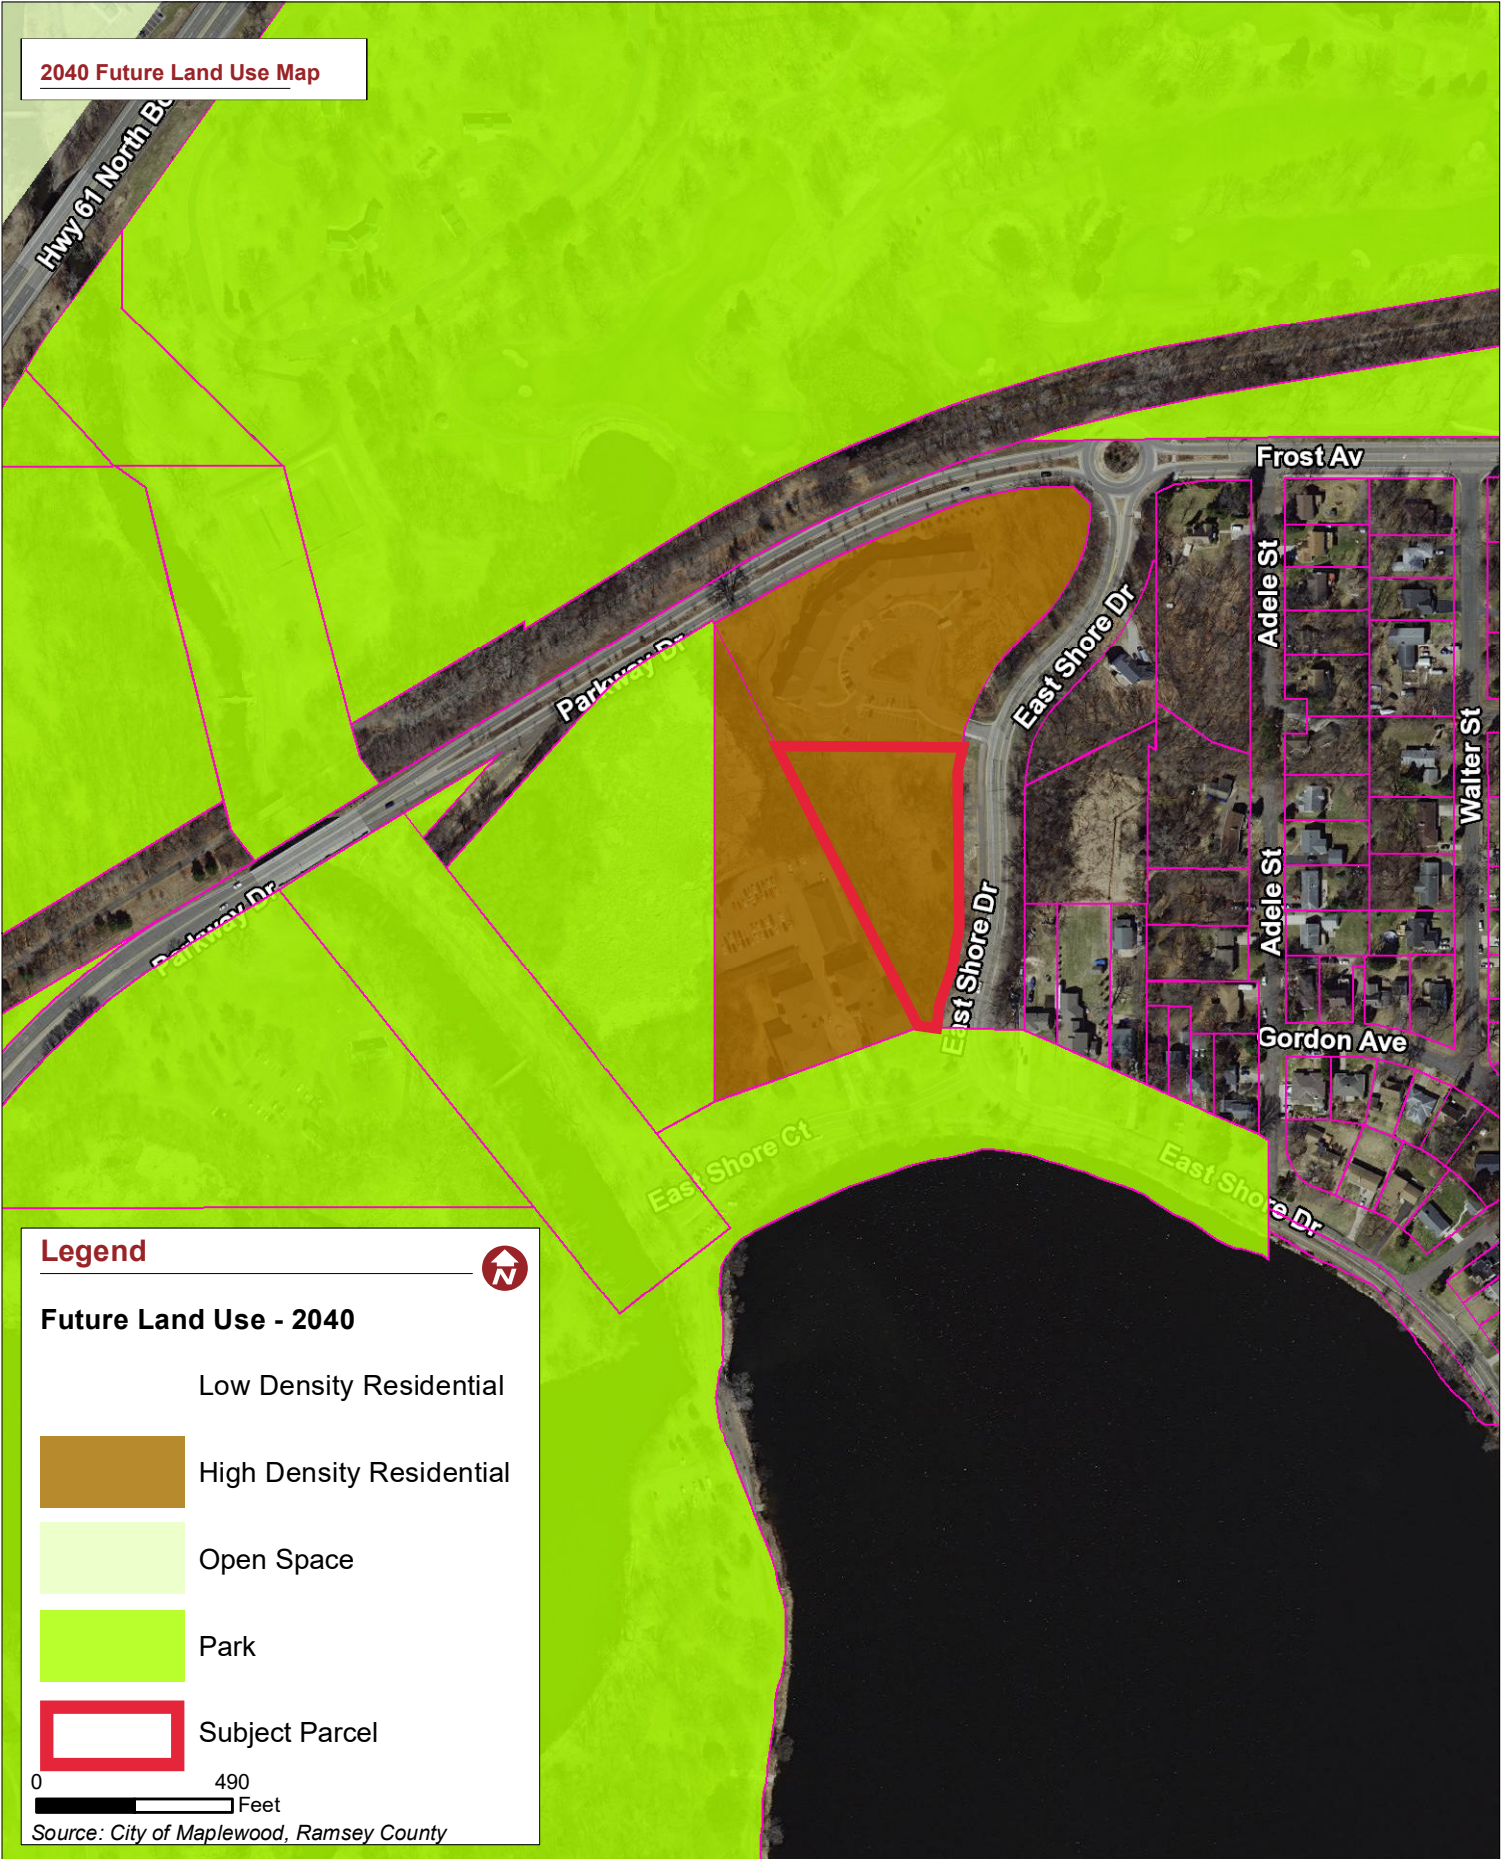 2040 Future Land Use Map
Hwy 61 North Bo
Frost Av
Adele St
East Shore Dr
Parkway Dr
Walter St
Adele St
Parkway Dr
East Shore Dr
Gordon Ave
East Shore Ct
East Shore Dr
Legend
N
Future Land Use - 2040
Low Density Residential
High Density Residential
Open Space
Park
Subject Parcel
0 490
Feet
Source: City of Maplewood, Ramsey County